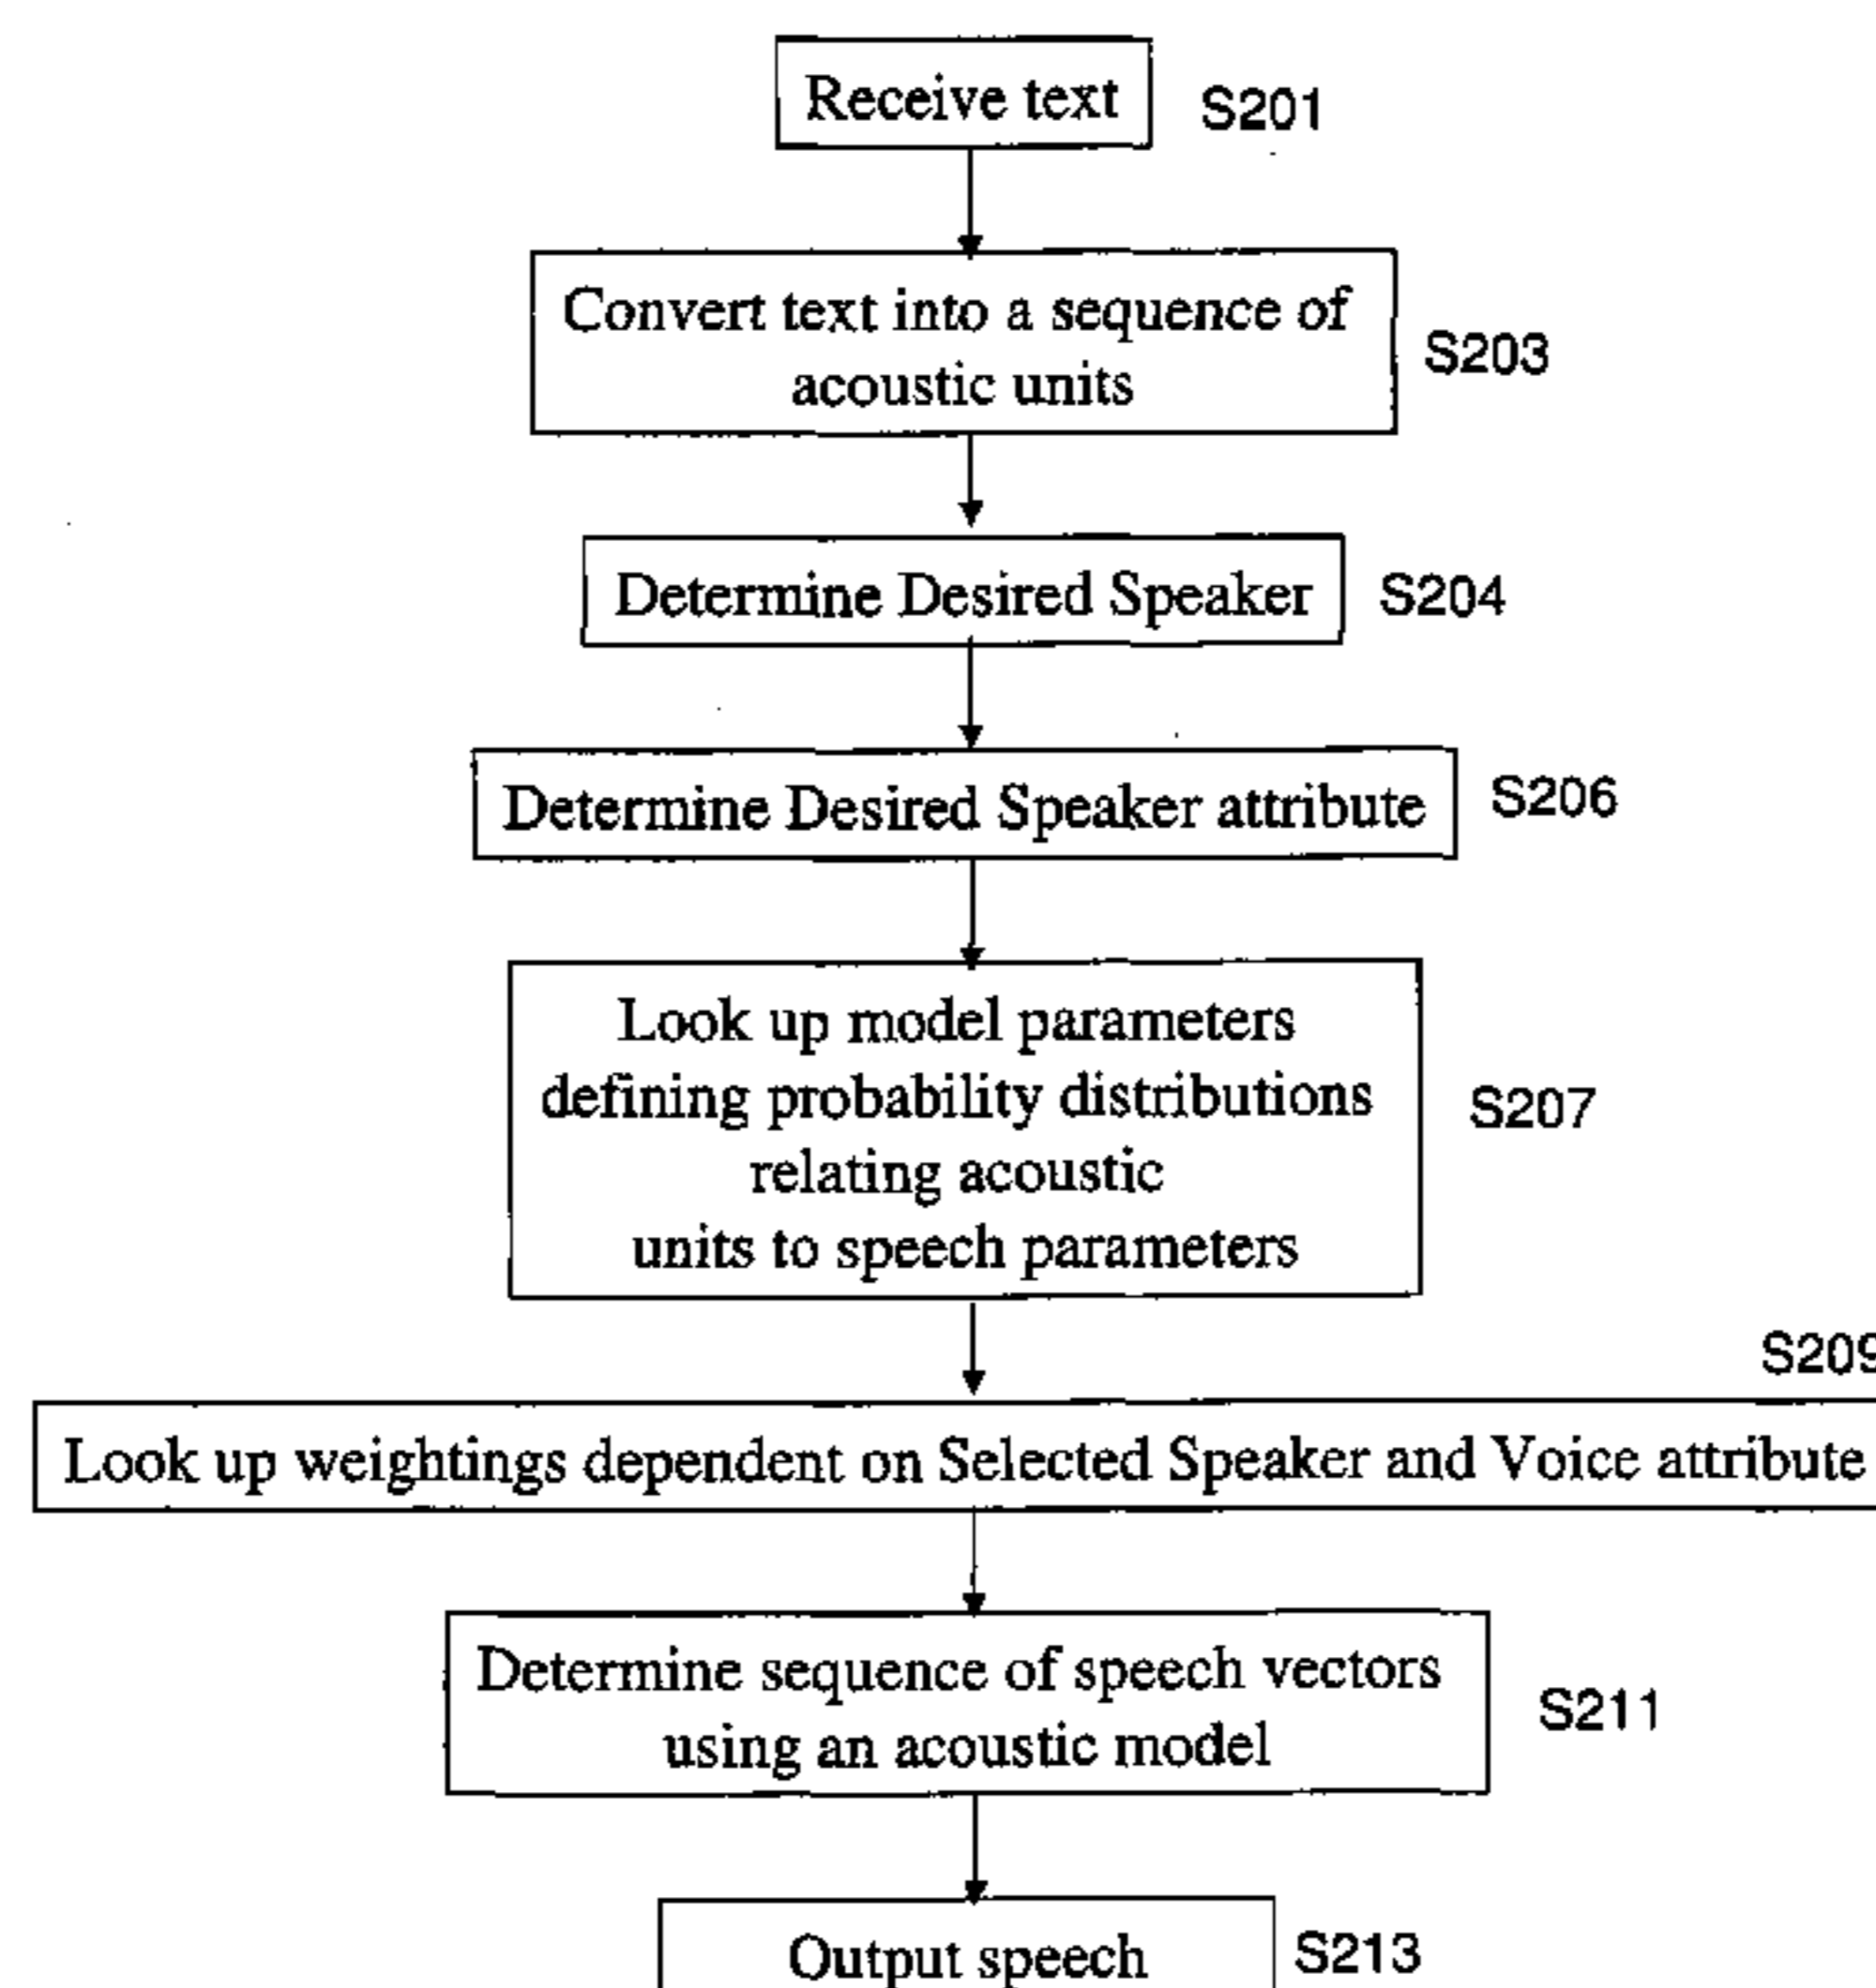 Receive text
S201
Convert text into a sequence of
acoustic units
S203
Determine Desired Speaker
S204
Determine Desired Speaker attribute
S206
Look up model parameters
defining probability distributions
relating acoustic
units to speech parameters
S207
S209
Look up weightings dependent on Selected Speaker and Voice attribute
Determine sequence of speech vectors
using an acoustic model
S211
Output speech
S213